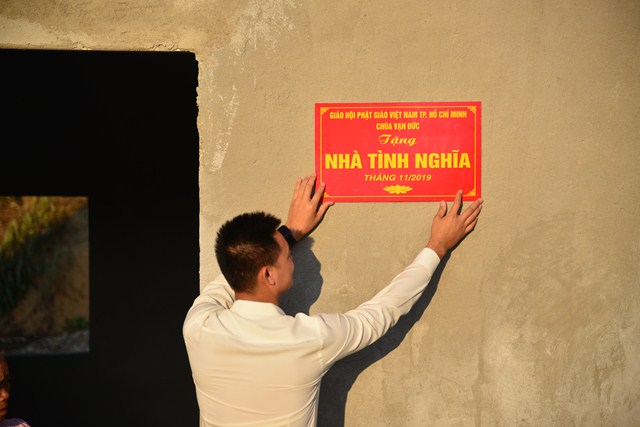 GIÁO HỘI PHẬT GIÁO VIỆT NAM TP. HỒ CHÍ MINH
CHÙA VẠN ĐỨC
Tặng
NHÀ TÌNH NGHĨA
THÁNG 11/2019